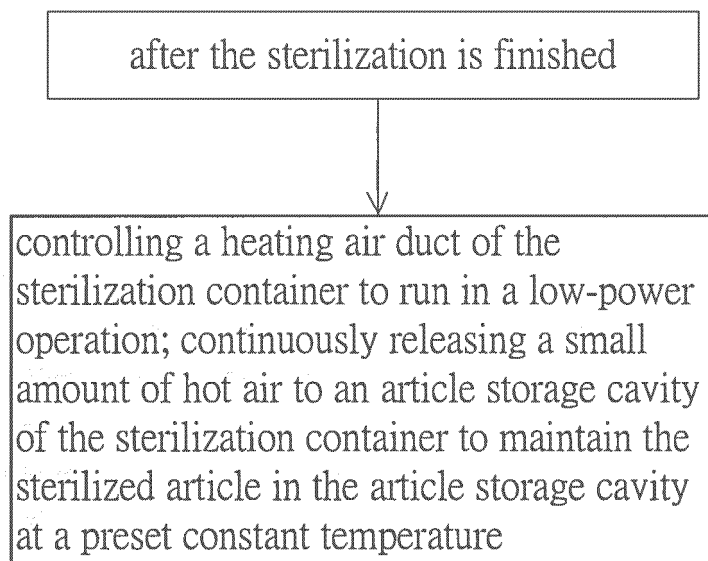 after the sterilization is finished
controlling a heating air duct of the
sterilization container to run in a low-power
operation; continuously releasing a small
amount of hot air to an article storage cavity
of the sterilization container to maintain the
sterilized article in the article storage cavity
at a preset constant temperature